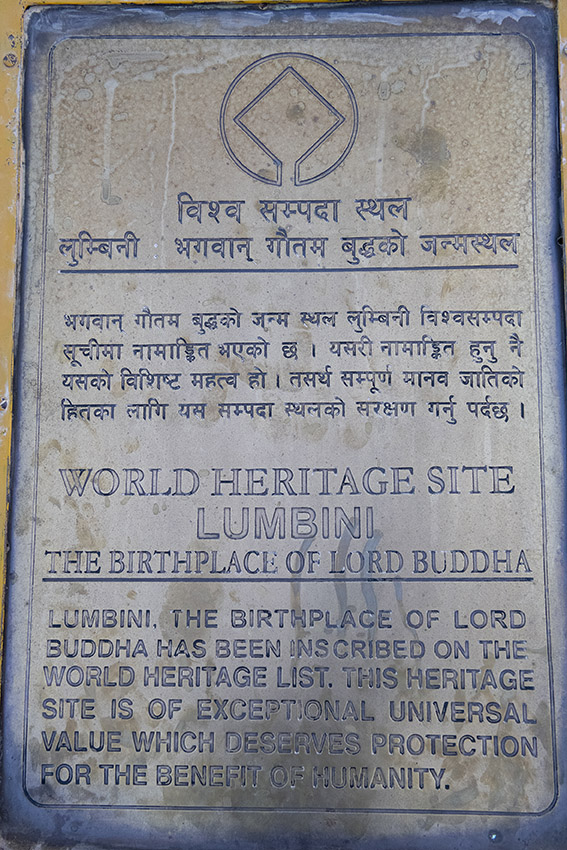 विश्व सम्पदा स्थल
लुम्बिनी भगवान् गौतम बुद्धको जन्मस्थल
भगवान् गौतम बुद्धको जन्म स्थल लुम्बिनी विश्वसम्पदा
सूचीमा नामाङ्कित भएको छ । यसरी नामाङ्कित हुनु नै
यसको विशिष्ट महत्व हो । तसर्थ सम्पूर्ण मानव जातिको
हितका लागि यस सम्पदा स्थलको सरक्षण गर्नु पर्दछ ।
WORLD HERITAGE SITE
LUMBINI
THE BIRTHPLACE OF LORD BUDDHA
LUMBINI, THE BIRTHPLACE OF LORD
BUDDHA HAS BEEN INSCRIBED ON THE
WORLD HERITAGE LIST. THIS HERITAGE
SITE IS OF EXCEPTIONAL UNIVERSAL
VALUE WHICH DESERVES PROTECTION
FOR THE BENEFIT OF HUMANITY.